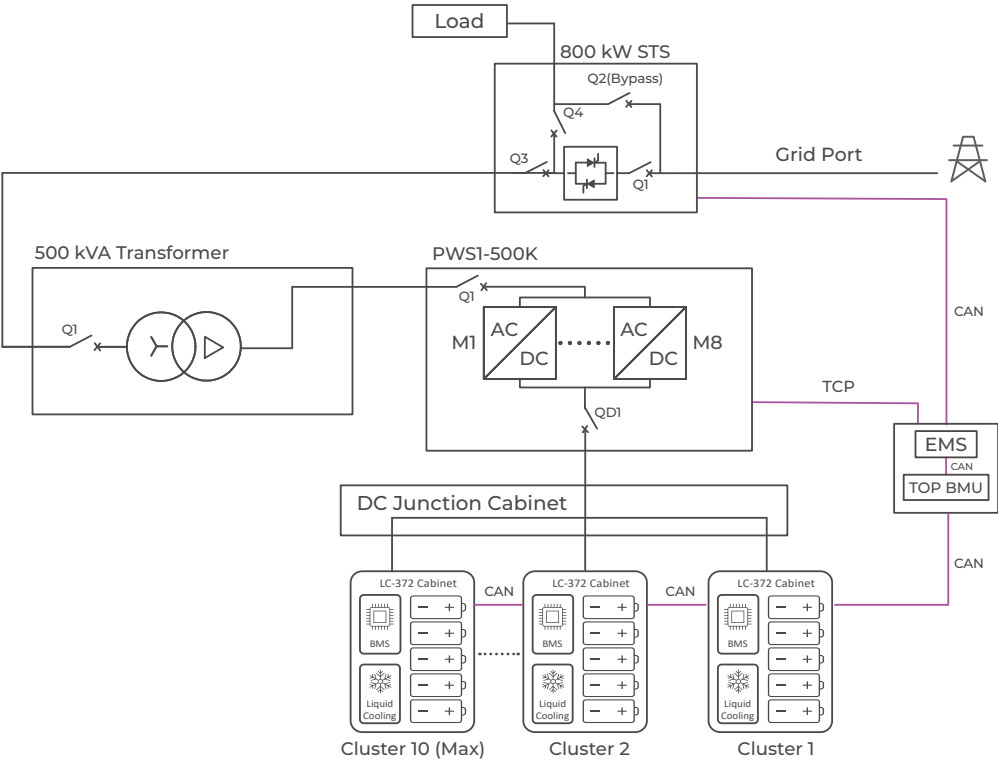 Load
800 kW STS
Q2(Bypass)
Q4
Q3
Q1
Grid Port
500 kVA Transformer
Q1
PWS1-500K
Q1
M1
AC
DC
AC
DC
M8
QD1
CAN
TCP
EMS
CAN
TOP BMU
CAN
DC Junction Cabinet
LC-372 Cabinet
BMS
Liquid
Cooling
− +
− +
− +
− +
− +
Cluster 10 (Max)
CAN
LC-372 Cabinet
BMS
Liquid
Cooling
− +
− +
− +
− +
− +
Cluster 2
CAN
LC-372 Cabinet
BMS
Liquid
Cooling
− +
− +
− +
− +
− +
Cluster 1